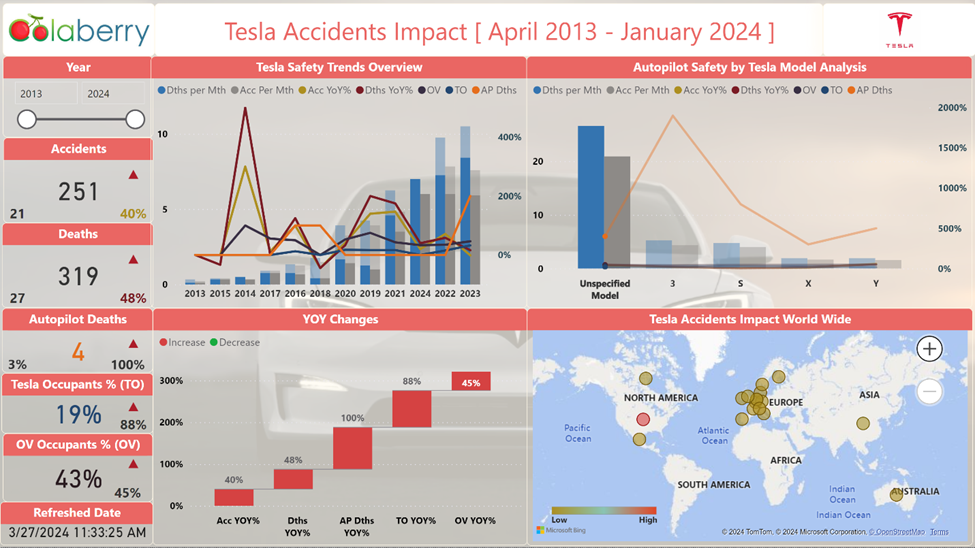 laberry
Tesla Accidents Impact [ April 2013 - January 2024 ]
TESLA
Year
2013
2024
Accidents
251
21
40%
Deaths
319
27
48%
Autopilot Deaths
4
3%
100%
Tesla Occupants % (TO)
19%
88%
OV Occupants % (OV)
43%
45%
Refreshed Date
3/27/2024 11:33:25 AM
Tesla Safety Trends Overview
Dths per Mth Acc Per Mth Acc YoY% Dths YoY% OV TO AP Dths
10
5
0
400%
200%
0%
2013 2015 2014 2017 2016 2018 2020 2019 2021 2024 2022 2023
Autopilot Safety by Tesla Model Analysis
Dths per Mth Acc Per Mth Acc YoY% Dths YoY% OV TO AP Dths
20
10
0
2000%
1500%
1000%
500%
0%
Unspecified 3 S X Y
Model
YOY Changes
Increase Decrease
300%
200%
100%
0%
40%
48%
100%
88%
45%
Acc YOY% Dths AP Dths TO YOY% OV YOY%
YOY% YOY%
Tesla Accidents Impact World Wide
NORTH AMERICA
EUROPE
ASIA
Pacific
Ocean
Atlantic
Ocean
AFRICA
SOUTH AMERICA
Indian
Ocean
AUSTRALIA
Indian Ocean
Low
High
Microsoft Bing
© 2024 TomTom, © 2024 Microsoft Corporation, © OpenStreetMap Terms